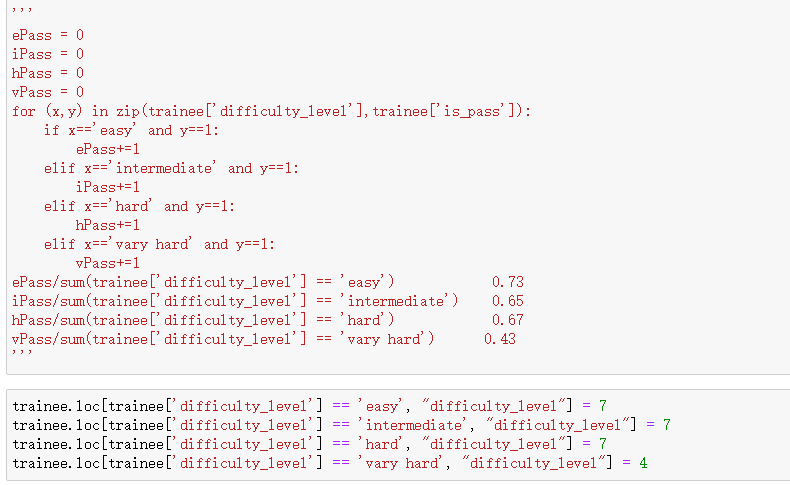 '''
ePass = 0
iPass = 0
hPass = 0
vPass = 0
for (x,y) in zip(trainee['difficulty_level'],trainee['is_pass']):
    if x=='easy' and y==1:
        ePass+=1
    elif x=='intermediate' and y==1:
        iPass+=1
    elif x=='hard' and y==1:
        hPass+=1
    elif x=='vary hard' and y==1:
        vPass+=1
ePass/sum(trainee['difficulty_level'] == 'easy')            0.73
iPass/sum(trainee['difficulty_level'] == 'intermediate')    0.65
hPass/sum(trainee['difficulty_level'] == 'hard')            0.67
vPass/sum(trainee['difficulty_level'] == 'vary hard')      0.43
'''
trainee.loc[trainee['difficulty_level'] == 'easy', "difficulty_level"] = 7
trainee.loc[trainee['difficulty_level'] == 'intermediate', "difficulty_level"] = 7
trainee.loc[trainee['difficulty_level'] == 'hard', "difficulty_level"] = 7
trainee.loc[trainee['difficulty_level'] == 'vary hard', "difficulty_level"] = 4